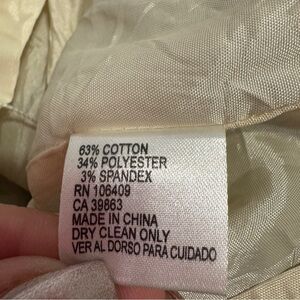 63% COTTON
34% POLYESTER
3% SPANDEX
RN 106409
CA 39863
MADE IN CHINA
DRY CLEAN ONLY
VER AL DORSO PARA CUIDADO